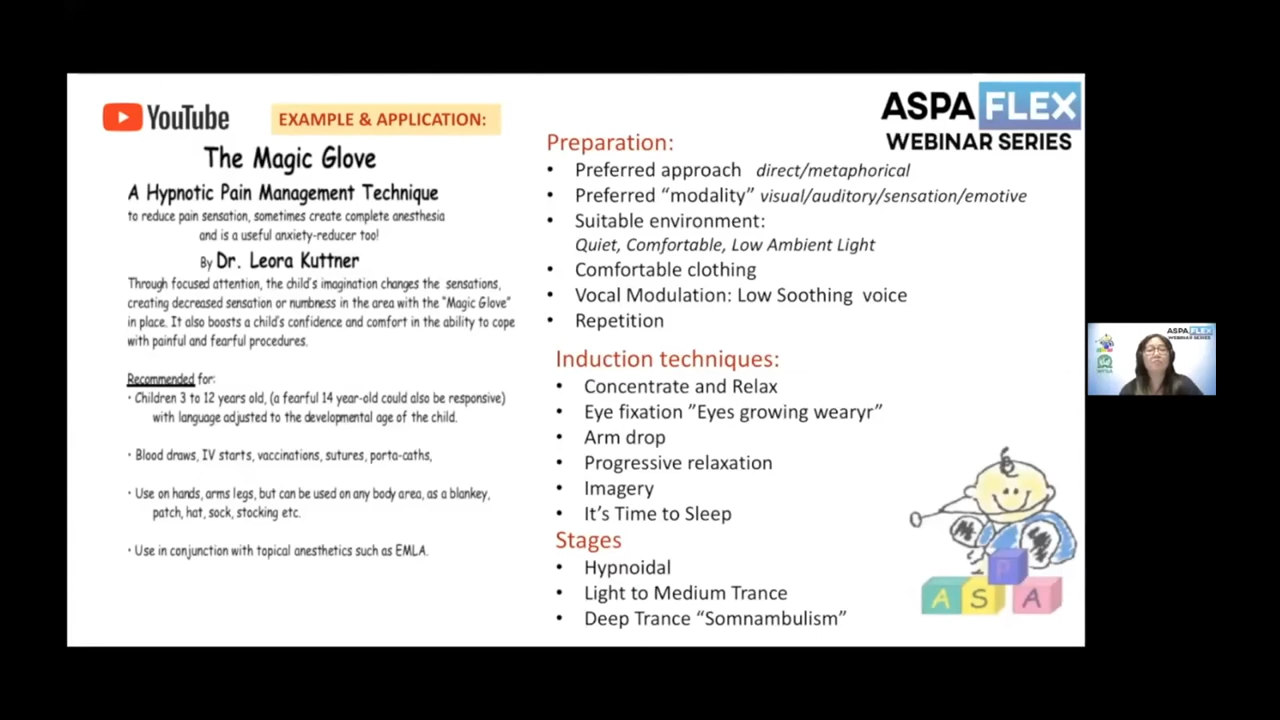 YouTube
EXAMPLE & APPLICATION:
The Magic Glove
A Hypnotic Pain Management Technique
to reduce pain sensation, sometimes create complete anesthesia
and is a useful anxiety-reducer too!
By Dr. Leora Kuttner
Through focused attention, the child's imagination changes the sensations,
creating decreased sensation or numbness in the area with the "Magic Glove"
in place. It also boosts a child's confidence and comfort in the ability to cope
with painful and fearful procedures.
Recommended for:
• Children 3 to 12 years old, (a fearful 14 year-old could also be responsive)
with language adjusted to the developmental age of the child.
• Blood draws, IV starts, vaccinations, sutures, porta-caths,
• Use on hands, arms legs, but can be used on any body area, as a blankey,
patch, hat, sock, stocking etc.
• Use in conjunction with topical anesthetics such as EMLA.
ASPA FLEX
WEBINAR SERIES
Preparation:
• Preferred approach direct/metaphorical
• Preferred "modality" visual/auditory/sensation/emotive
• Suitable environment:
Quiet, Comfortable, Low Ambient Light
• Comfortable clothing
• Vocal Modulation: Low Soothing voice
• Repetition
Induction techniques:
• Concentrate and Relax
• Eye fixation "Eyes growing wearyr"
• Arm drop
• Progressive relaxation
• Imagery
• It's Time to Sleep
Stages
• Hypnoidal
• Light to Medium Trance
• Deep Trance "Somnambulism"
ASPA FLEX
WEBINAR SERIES
P
A S A